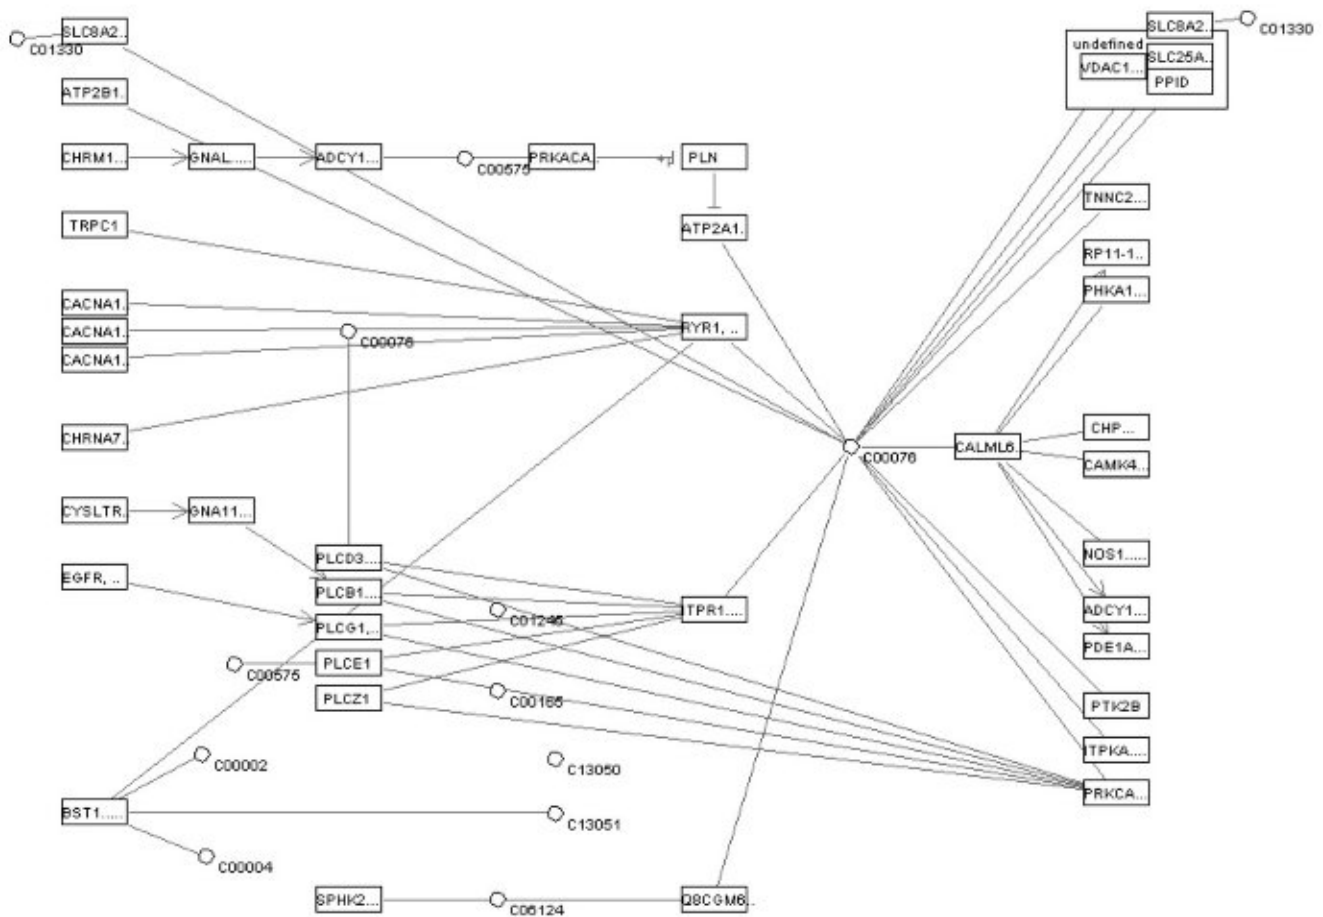 SLC8A2..
C01330
SLC8A2..
C01330
undefined
VDAC1...
SLC25A..
PPID
ATP2B1.
CHRM1...
GNAL.....
ADCY1...
C00575
PRKACA.
+p
PLN
TRPC1
ATP2A1.
TNNC2...
RP11-1..
PHKA1...
CACNA1.
CACNA1.
CACNA1.
C00076
RYR1, ..
CHRNA7.
CHP...
C00076
CALML6.
CAMK4...
CYSLTR.
GNA11...
EGFR, ..
PLCD3....
PLCB1....
PLCG1,..
PLCE1
PLCZ1
C00575
C01245
ITPR1.....
C00165
NOS1.....
ADCY1...
PDE1A...
PTK2B
ITPKA....
PRKCA...
C00002
C13050
BST1.....
C13051
C00004
SPHK2...
C06124
Q8CGM6..